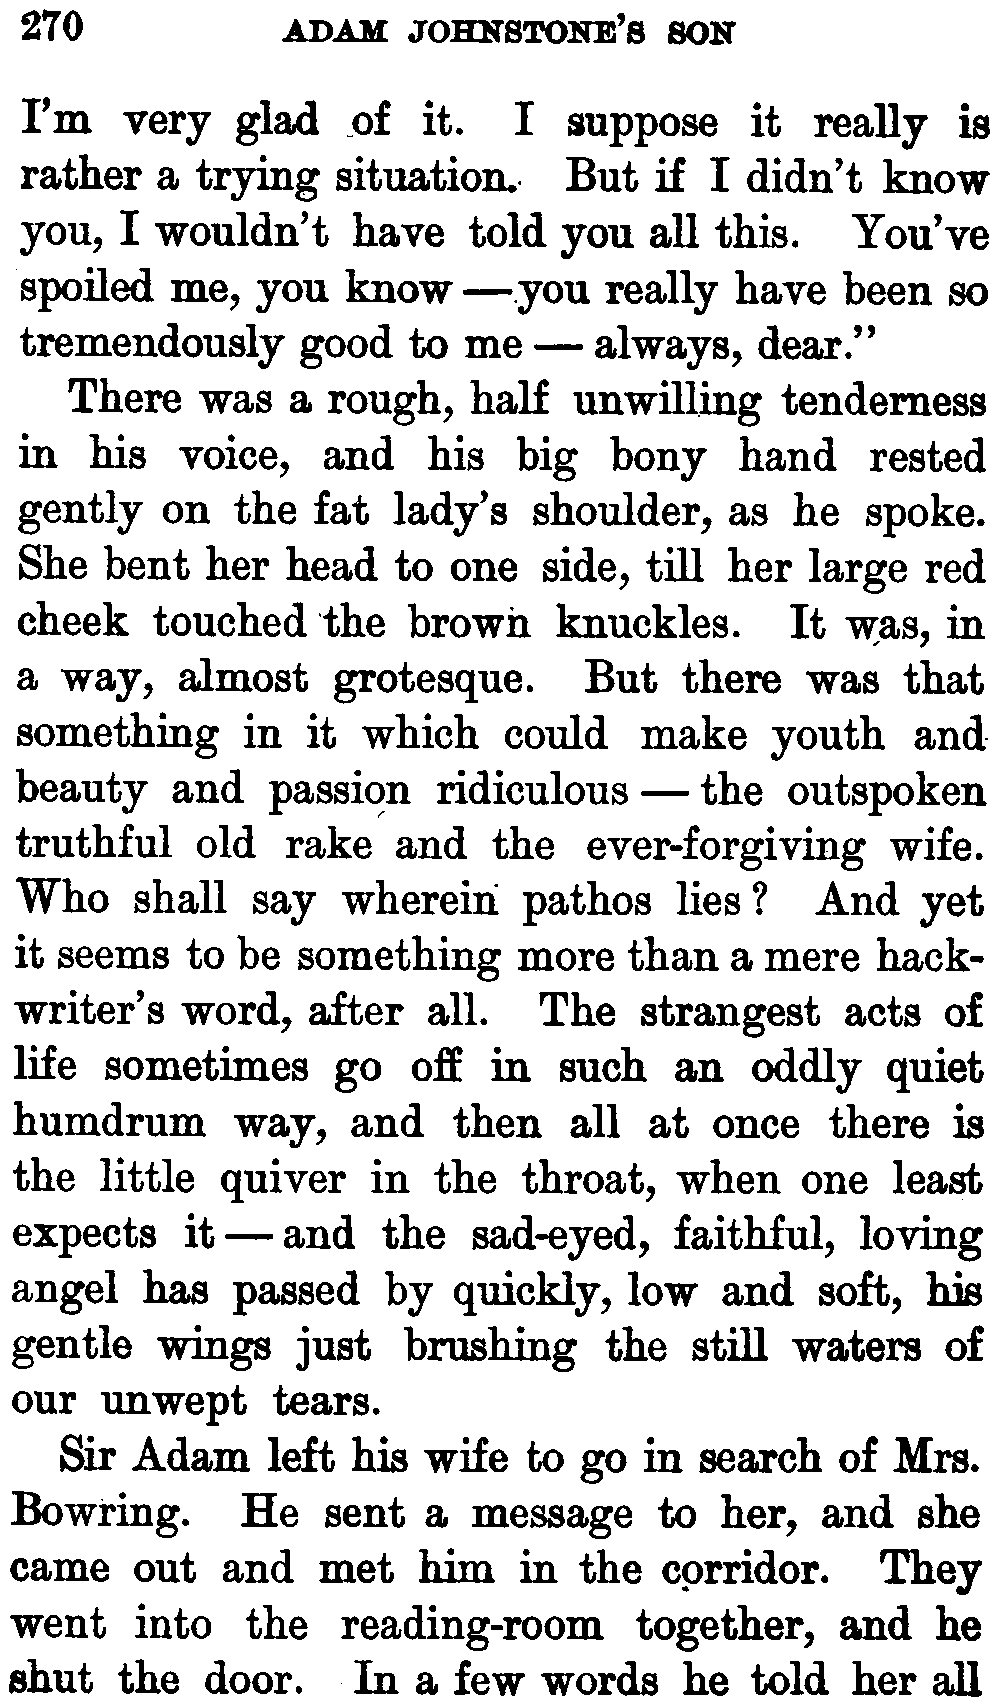 270 ADAM JOHNSTONE'S SON
I'm very glad of it. I suppose it really is
rather a trying situation. But if I didn't know
you, I wouldn't have told you all this. You've
spoiled me, you know — you really have been so
tremendously good to me — always, dear."
There was a rough, half unwilling tenderness
in his voice, and his big bony hand rested
gently on the fat lady's shoulder, as he spoke.
She bent her head to one side, till her large red
cheek touched the brown knuckles. It was, in
a way, almost grotesque. But there was that
something in it which could make youth and
beauty and passion ridiculous — the outspoken
truthful old rake and the ever-forgiving wife.
Who shall say wherein pathos lies? And yet
it seems to be something more than a mere hack-
writer's word, after all. The strangest acts of
life sometimes go off in such an oddly quiet
humdrum way, and then all at once there is
the little quiver in the throat, when one least
expects it — and the sad-eyed, faithful, loving
angel has passed by quickly, low and soft, his
gentle wings just brushing the still waters of
our unwept tears.
Sir Adam left his wife to go in search of Mrs.
Bowring. He sent a message to her, and she
came out and met him in the corridor. They
went into the reading-room together, and he
shut the door. In a few words he told her all